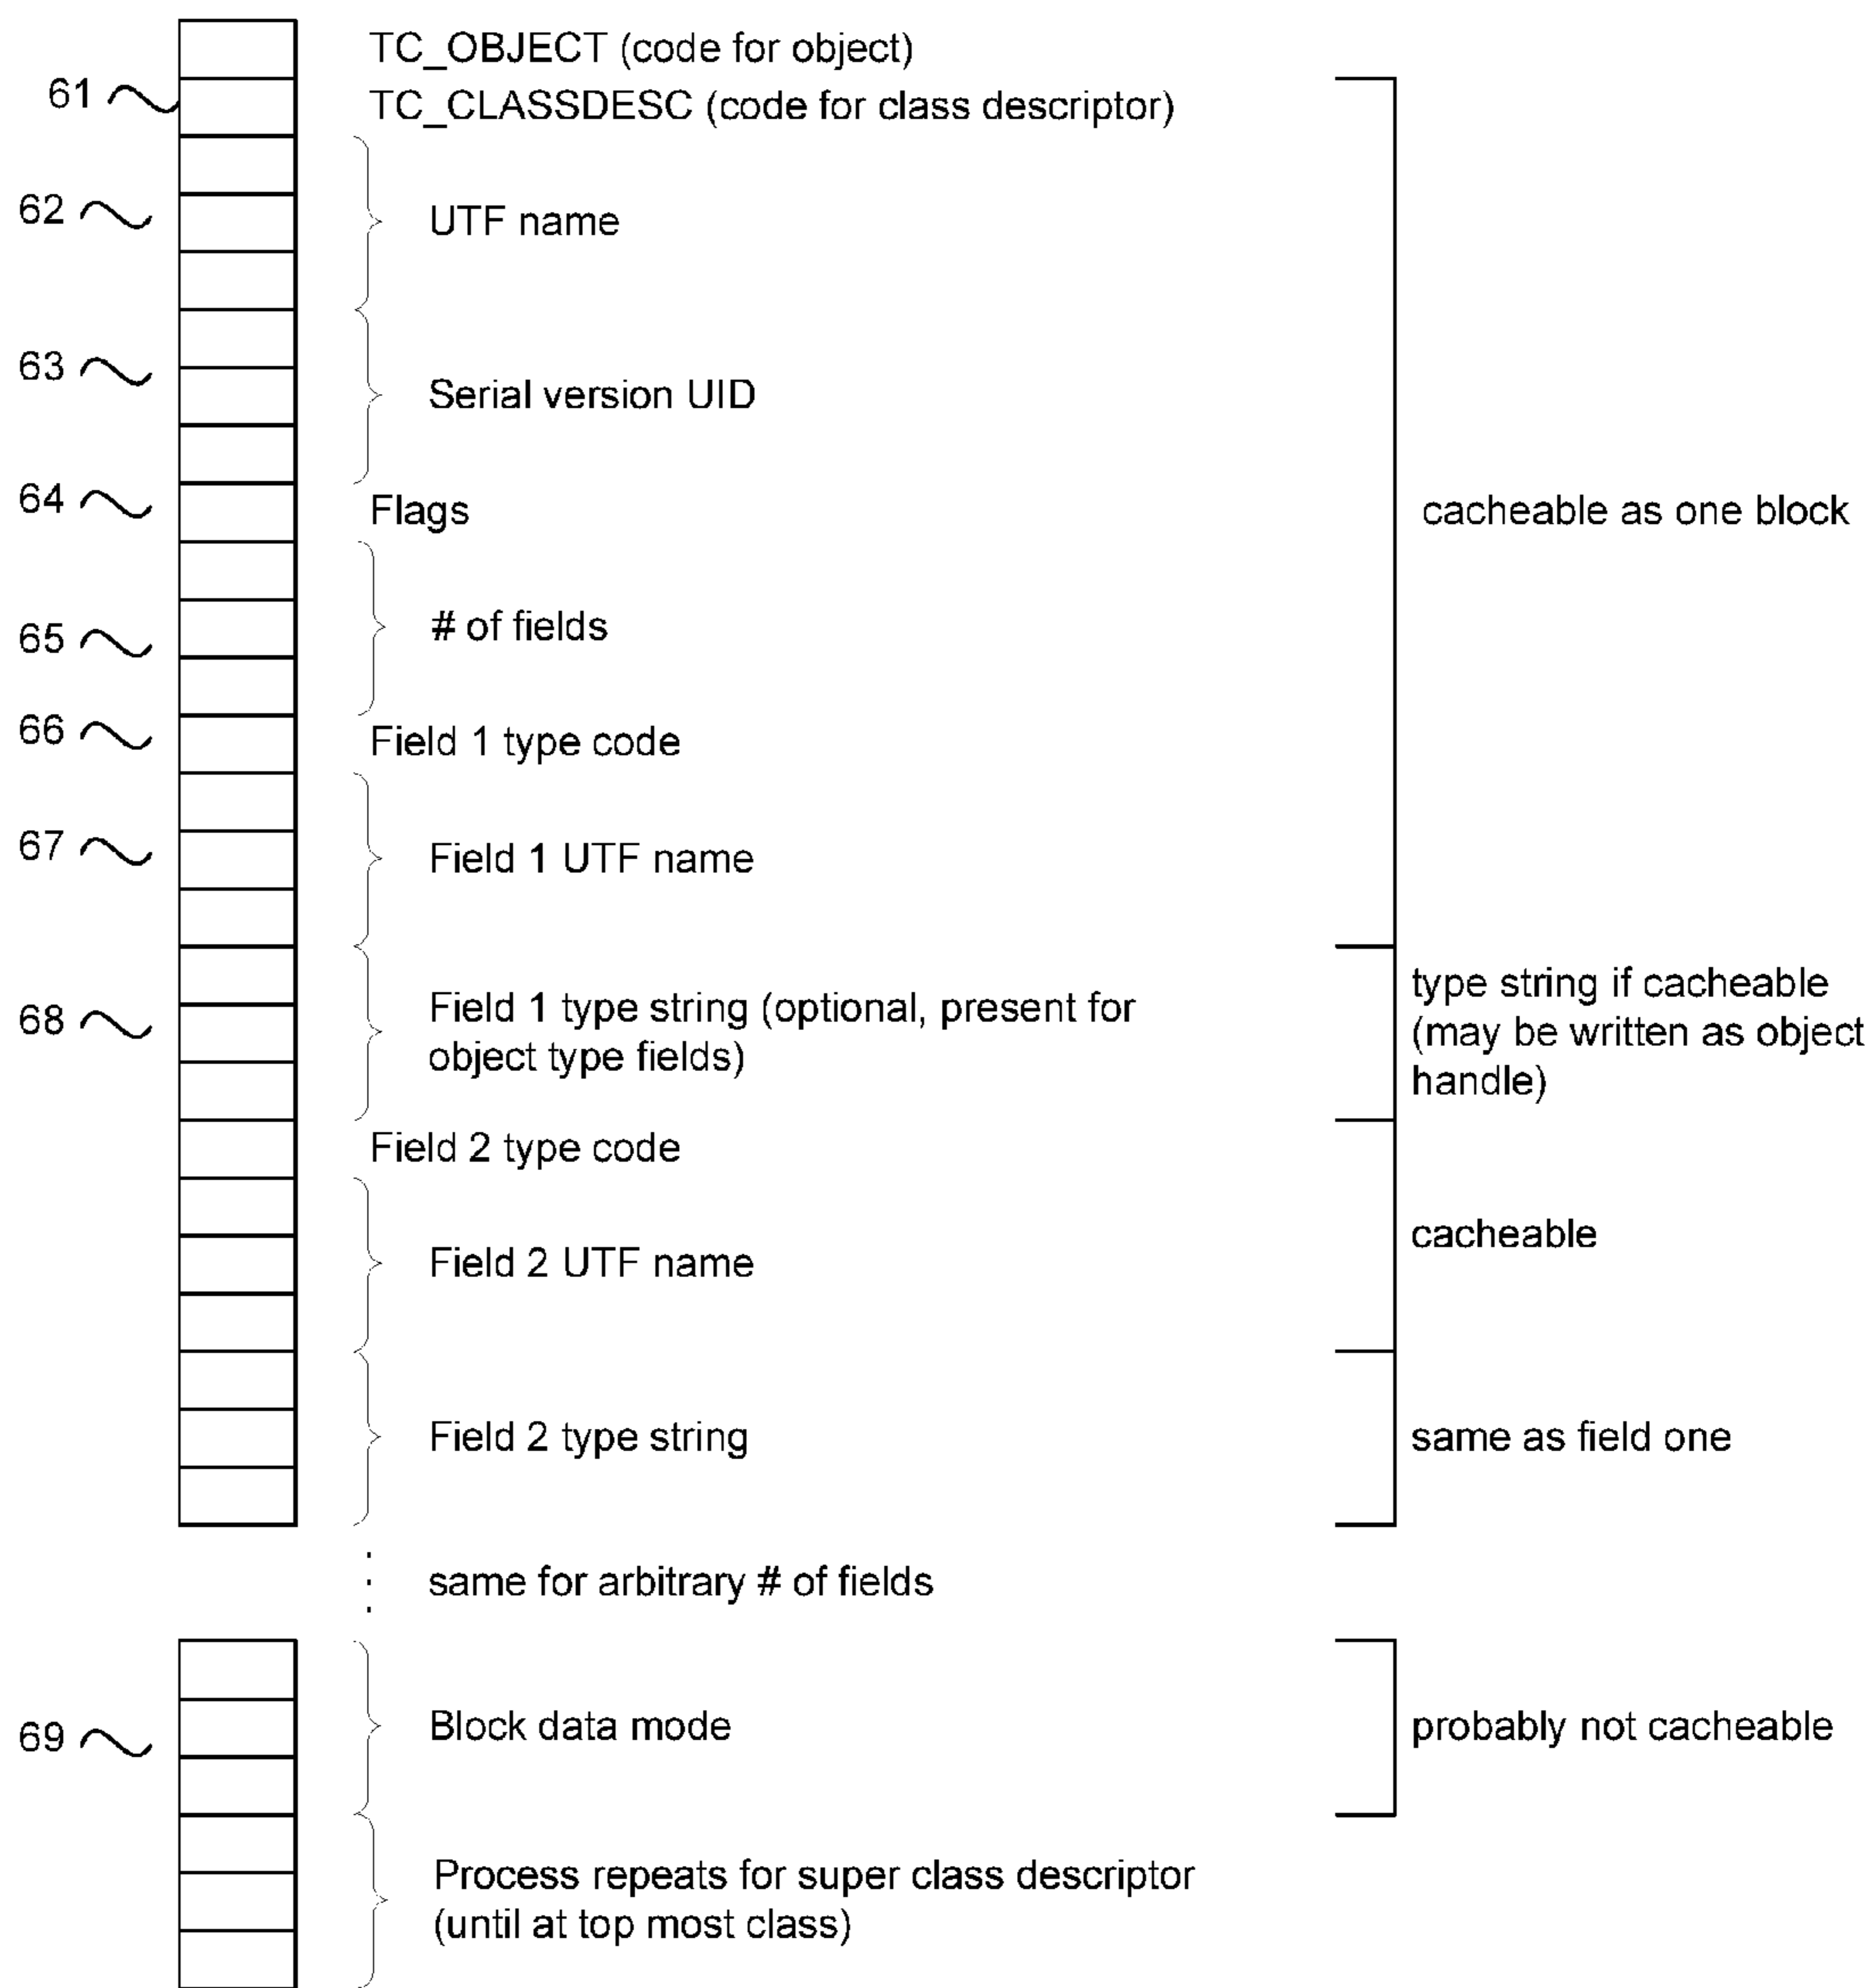 TC_OBJECT (code for object)
61
TC_CLASSDESC (code for class descriptor)
62
UTF name
63
Serial version UID
64
Flags
cacheable as one block
65
# of fields
66
Field 1 type code
67
Field 1 UTF name
68
Field 1 type string (optional, present for
object type fields)
type string if cacheable
(may be written as object
handle)
Field 2 type code
Field 2 UTF name
cacheable
Field 2 type string
same as field one
same for arbitrary # of fields
69
Block data mode
probably not cacheable
Process repeats for super class descriptor
(until at top most class)